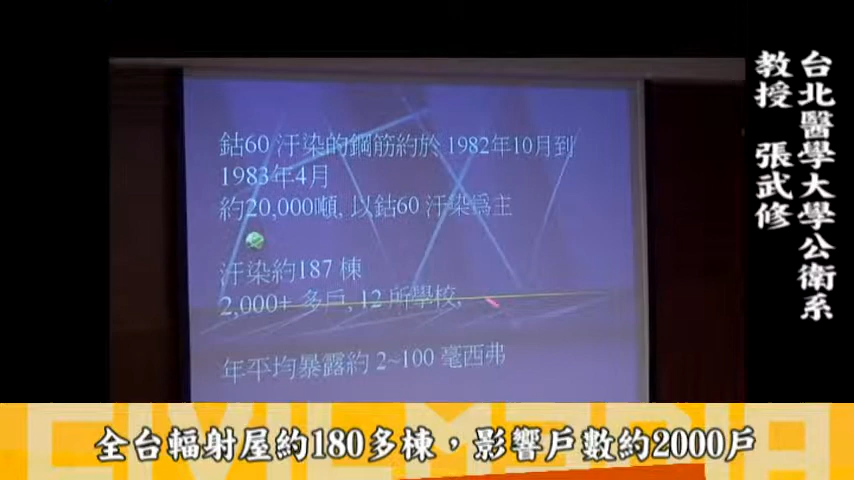 鈷60 汙染的鋼筋約於 1982年10月到
1983年4月
約20,000噸, 以鈷60 汙染為主
汙染約187 棟
2,000+ 多戶, 12 所學校,
年平均暴露約 2~100 毫西弗
台北醫學大學公衛系
教授 張武修
全台輻射屋約180多棟，影響戶數約2000戶